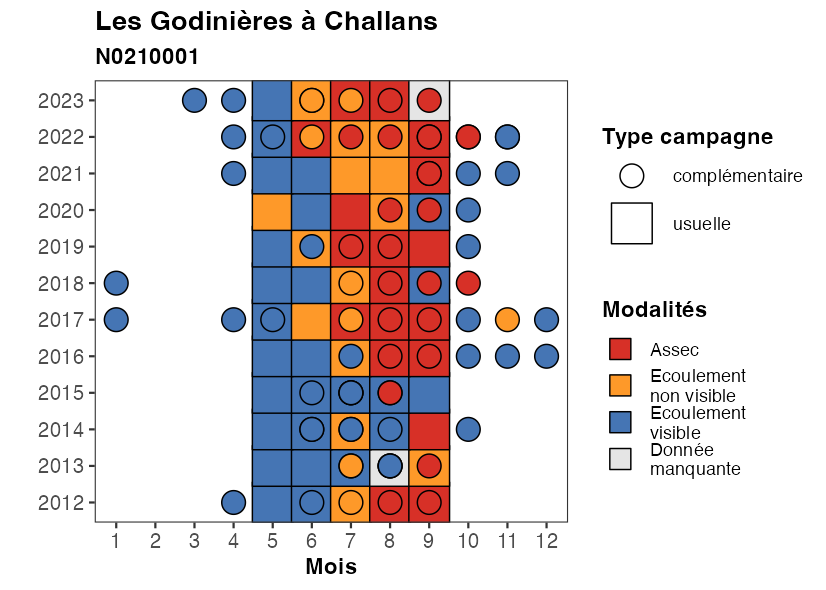 Les Godinières à Challans
N0210001
2023
2022
2021
2020
2019
2018
2017
2016
2015
2014
2013
2012
1 2 3 4 5 6 7 8 9 10 11 12
Mois
Type campagne
complémentaire
usuelle
Modalités
Assec
Ecoulement
non visible
Ecoulement
visible
Donnée
manquante